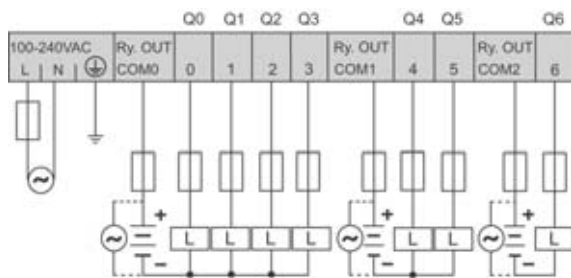 Q0 Q1 Q2 Q3 Q4 Q5 Q6
100-240VAC Ry. OUT Ry. OUT Ry. OUT
L N COM0 0 1 2 3 COM1 4 5 COM2 6
+ + +
L L L L L L L
− − −